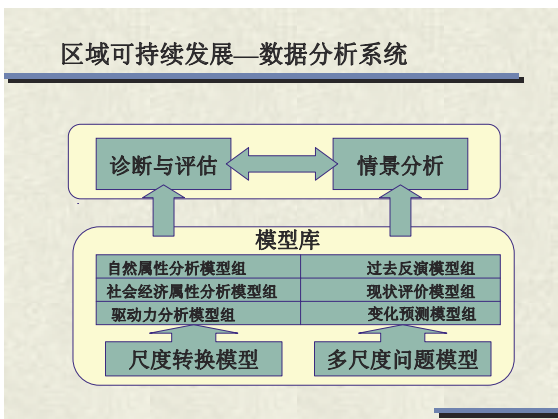 区域可持续发展—数据分析系统
诊断与评估
情景分析
模型库
自然属性分析模型组
过去反演模型组
社会经济属性分析模型组
现状评价模型组
驱动力分析模型组
变化预测模型组
尺度转换模型
多尺度问题模型